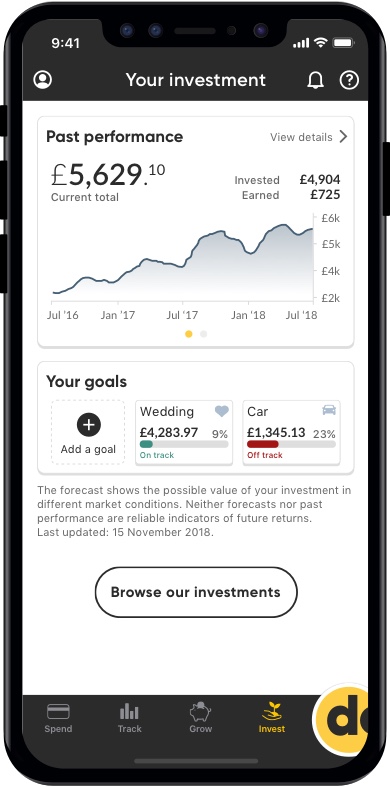 9:41
Your investment
Past performance
View details
£5,629.10
Current total
Invested £4,904
Earned £725
£6k
£5k
£4k
£2k
Jul '16 Jan '17 Jul '17 Jan '18 Jul '18
Your goals
Add a goal
Wedding
£4,283.97 9%
On track
Car
£1,345.13 23%
Off track
The forecast shows the possible value of your investment in
different market conditions. Neither forecasts nor past
performance are reliable indicators of future returns.
Last updated: 15 November 2018.
Browse our investments
Spend Track Grow Invest